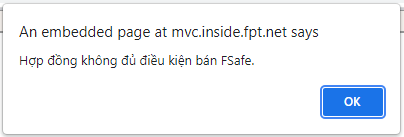 An embedded page at mvc.inside.fpt.net says
Hợp đồng không đủ điều kiện bán FSafe.
OK